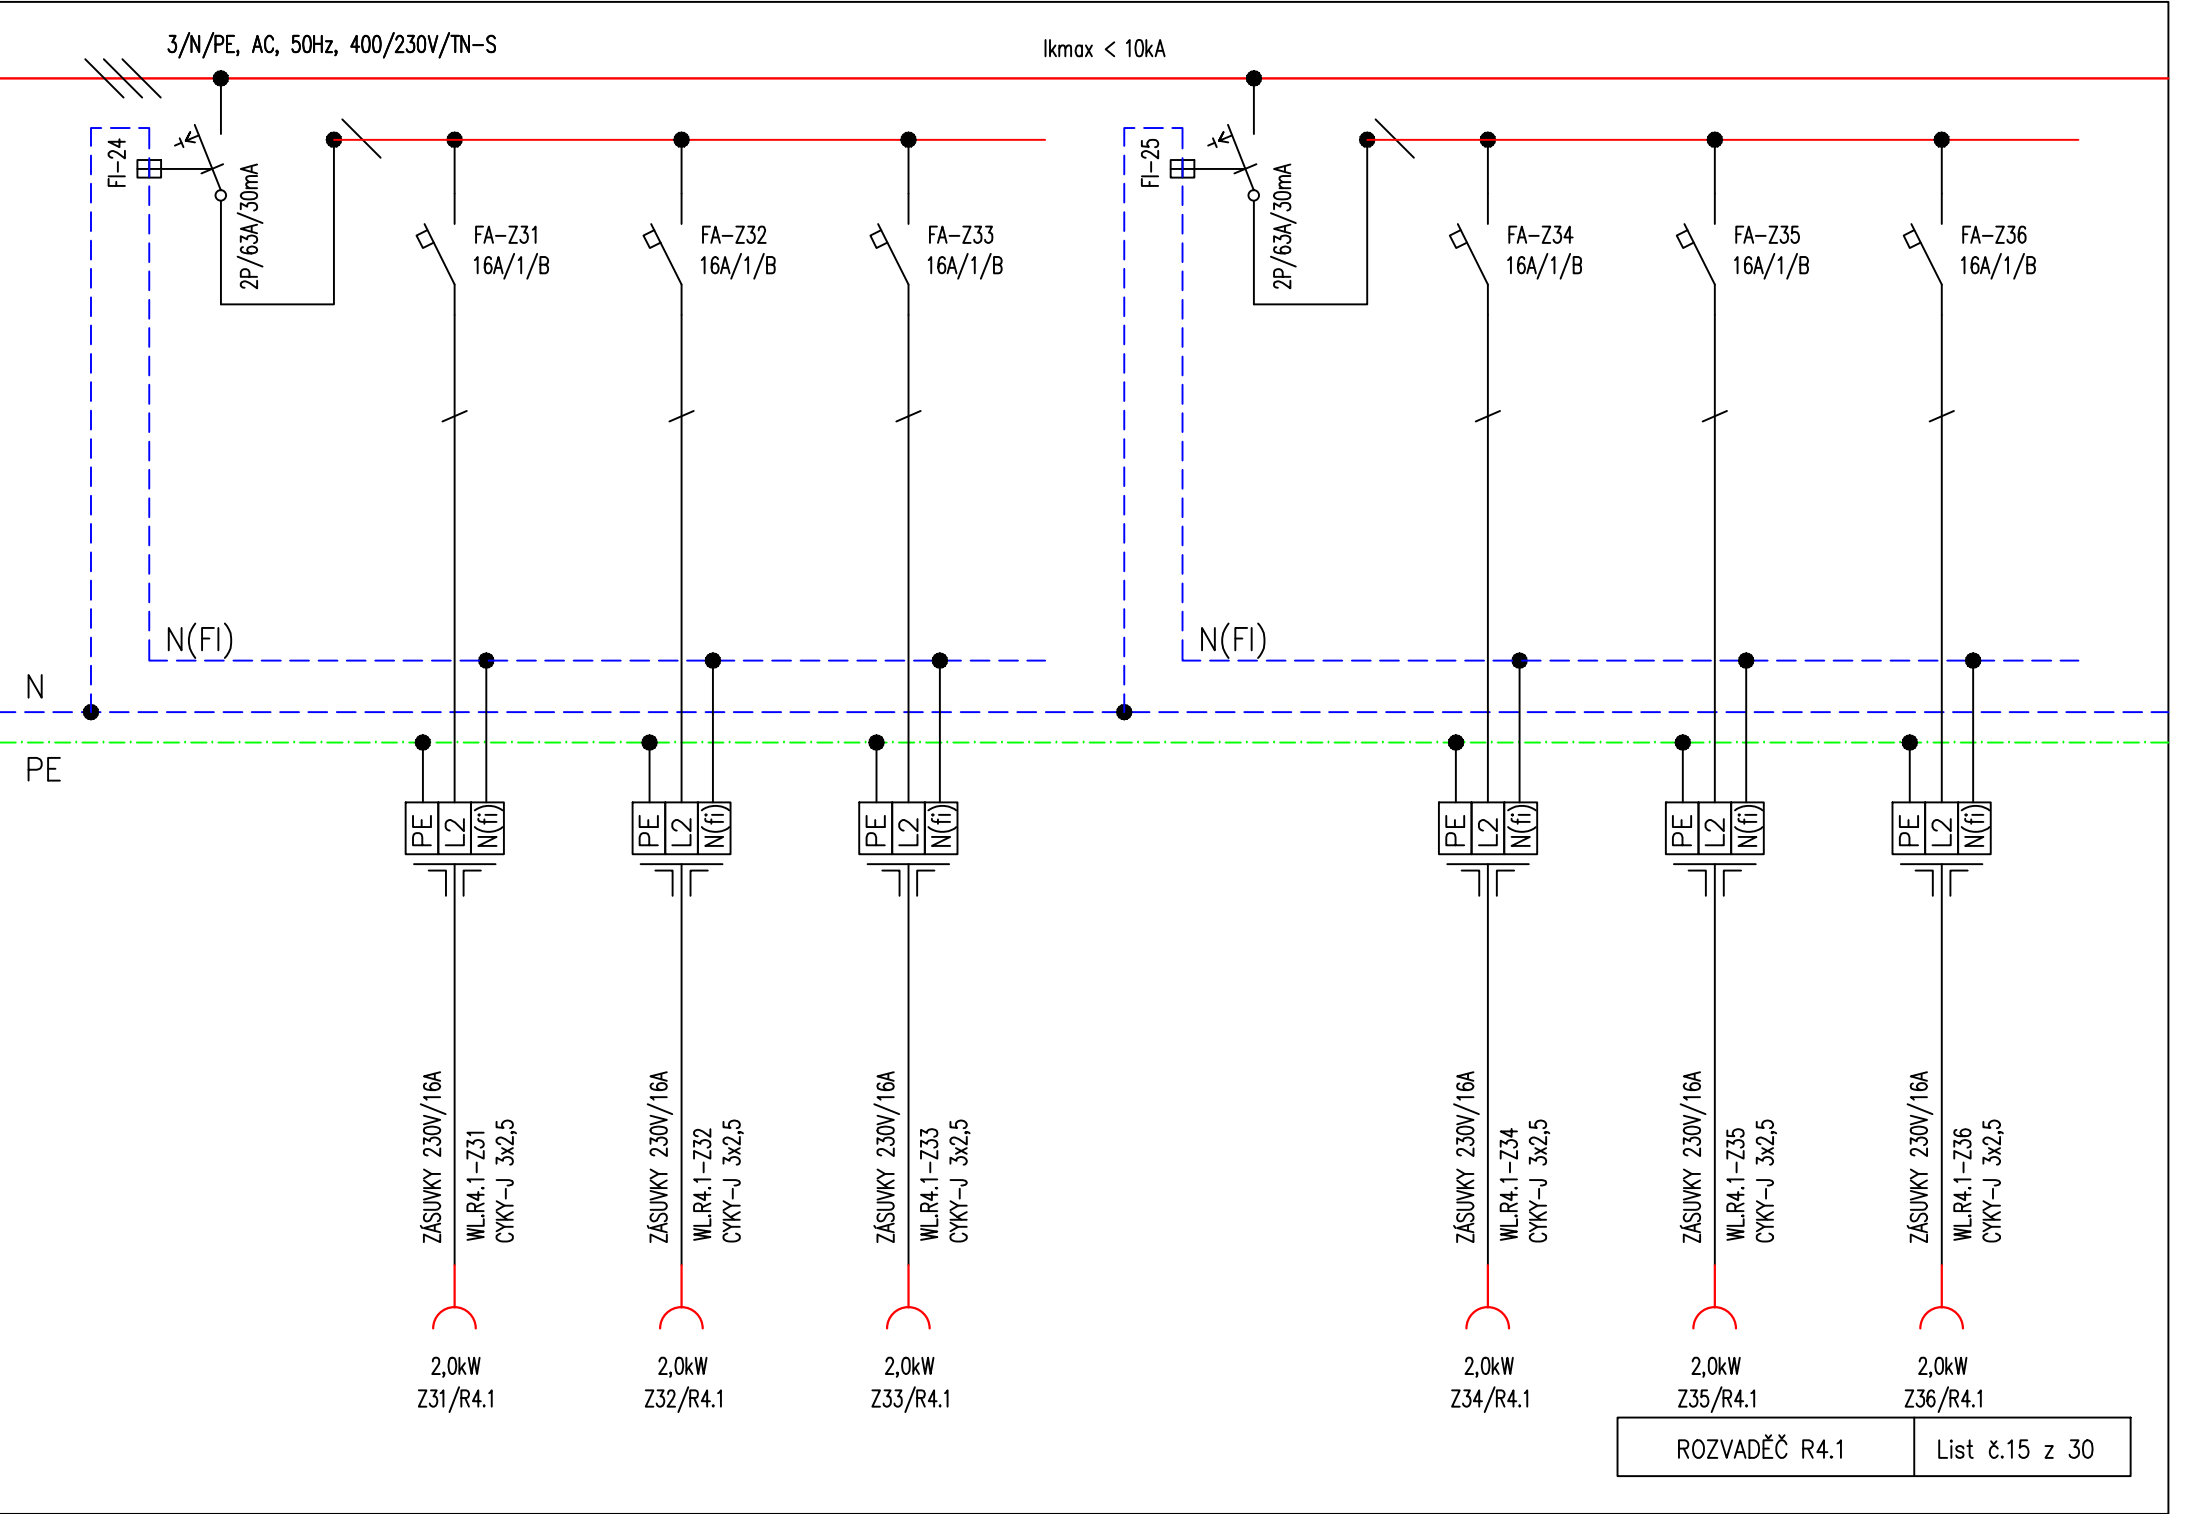 3/N/PE, AC, 50Hz, 400/230V/TN-S
Ikmax < 10kA
FI-24
2P/63A/30mA
FA-Z31
16A/1/B
FA-Z32
16A/1/B
FA-Z33
16A/1/B
FI-25
2P/63A/30mA
FA-Z34
16A/1/B
FA-Z35
16A/1/B
FA-Z36
16A/1/B
N(FI)
N(FI)
N
PE
PE L2 N(fi)
PE L2 N(fi)
PE L2 N(fi)
PE L2 N(fi)
PE L2 N(fi)
PE L2 N(fi)
ZÁSUVKY 230V/16A
WL.R4.1-Z31
CYKY-J 3x2,5
ZÁSUVKY 230V/16A
WL.R4.1-Z32
CYKY-J 3x2,5
ZÁSUVKY 230V/16A
WL.R4.1-Z33
CYKY-J 3x2,5
ZÁSUVKY 230V/16A
WL.R4.1-Z34
CYKY-J 3x2,5
ZÁSUVKY 230V/16A
WL.R4.1-Z35
CYKY-J 3x2,5
ZÁSUVKY 230V/16A
WL.R4.1-Z36
CYKY-J 3x2,5
2,0kW
Z31/R4.1
2,0kW
Z32/R4.1
2,0kW
Z33/R4.1
2,0kW
Z34/R4.1
2,0kW
Z35/R4.1
2,0kW
Z36/R4.1
ROZVADĚČ R4.1
List č.15 z 30